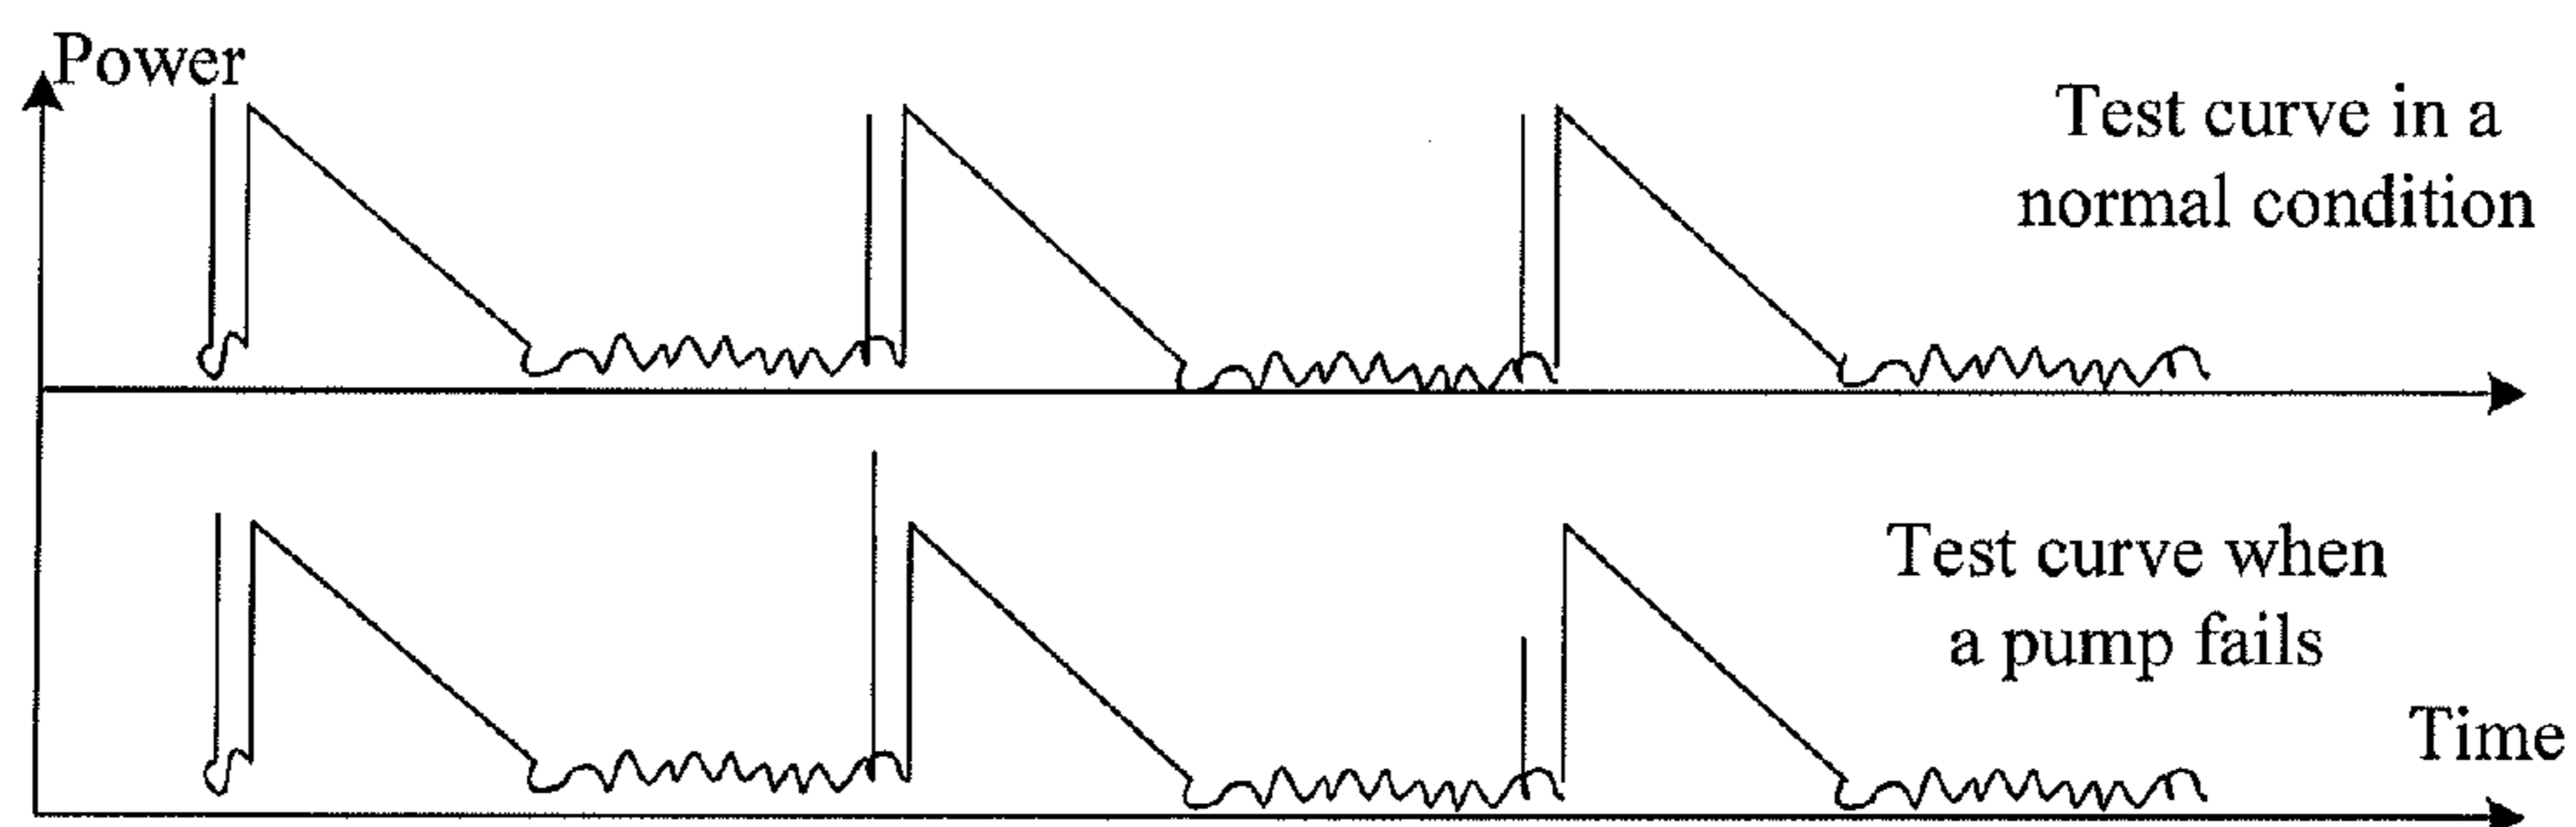 Power
Test curve in a
normal condition
Test curve when
a pump fails
Time